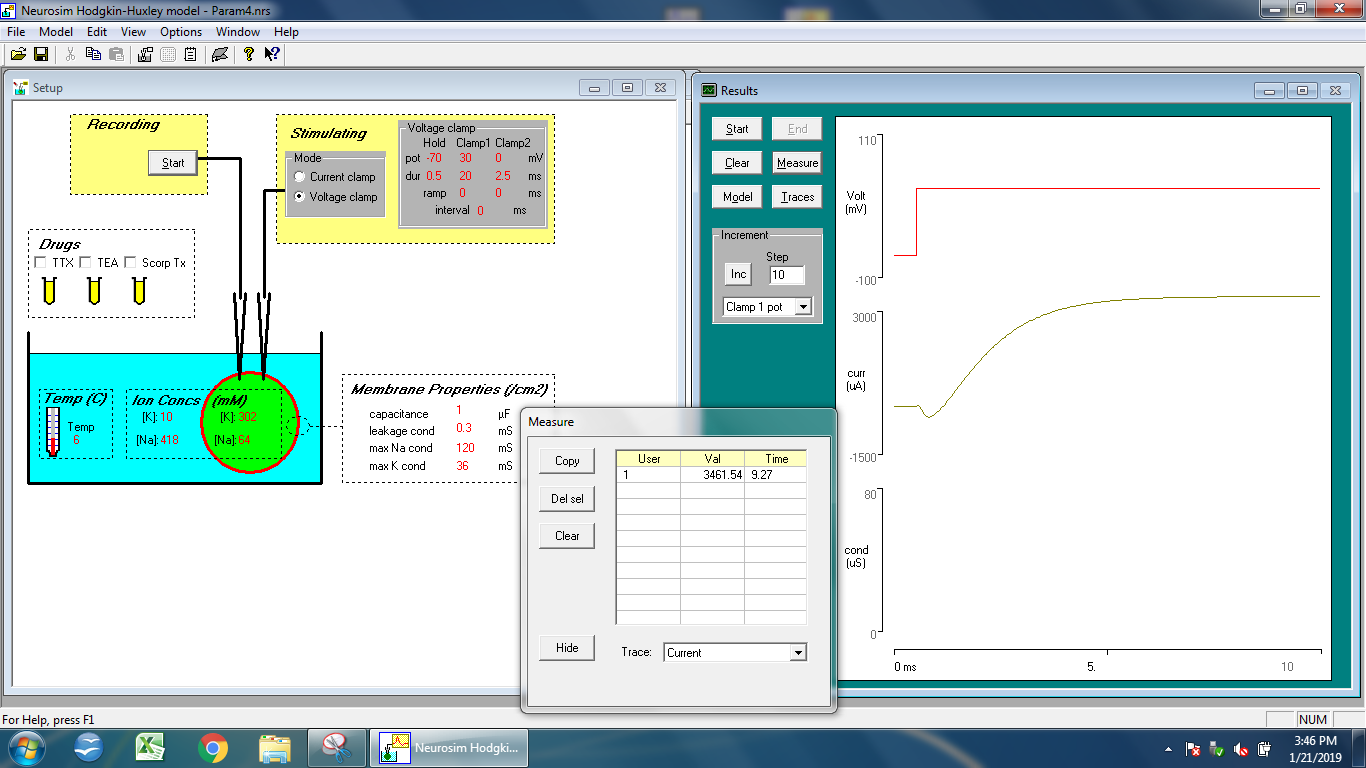 Neurosim Hodgkin-Huxley model - Param4.nrs
File Model Edit View Options Window Help
Setup
Recording
Start
Stimulating
Mode
Current clamp
Voltage clamp
Voltage clamp
Hold Clamp1 Clamp2
pot -70 30 0 mV
dur 0.5 20 2.5 ms
ramp 0 0 ms
interval 0 ms
Drugs
TTX TEA Scorp Tx
Temp (C)
Temp
6
Ion Concs (mM)
[K]: 10 [K]: 302
[Na]: 418 [Na]: 64
Membrane Properties (/cm2)
capacitance 1 µF
leakage cond 0.3 mS
max Na cond 120 mS
max K cond 36 mS
Results
Start End
Clear Measure
Model Traces
Increment
Step
Inc 10
Clamp 1 pot
110
Volt
(mV)
-100
3000
curr
(uA)
-1500
80
cond
(uS)
0
0 ms 5. 10
Measure
Copy
Del sel
Clear
Hide
User Val Time
1 3461.54 9.27
Trace: Current
For Help, press F1
NUM
Neurosim Hodgki...
3:46 PM
1/21/2019